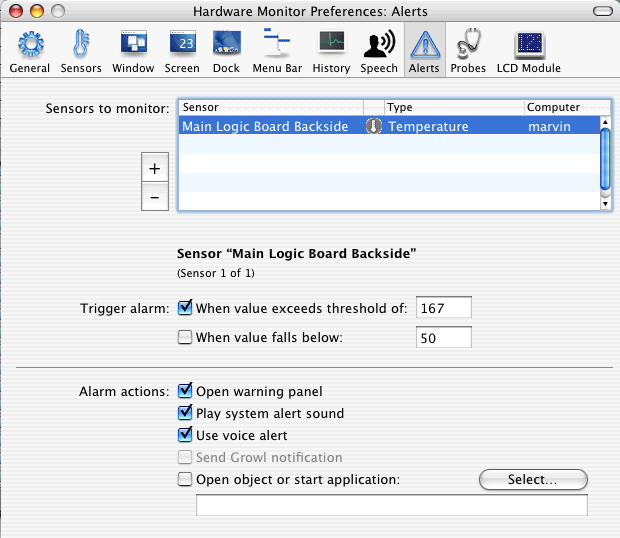 Hardware Monitor Preferences: Alerts
23
General Sensors Window Screen Dock Menu Bar History Speech Alerts Probes LCD Module
Sensors to monitor:
Sensor Type Computer
Main Logic Board Backside Temperature marvin
+
–
Sensor “Main Logic Board Backside”
(Sensor 1 of 1)
Trigger alarm: When value exceeds threshold of: 167
When value falls below: 50
Alarm actions: Open warning panel
Play system alert sound
Use voice alert
Send Growl notification
Open object or start application: Select...